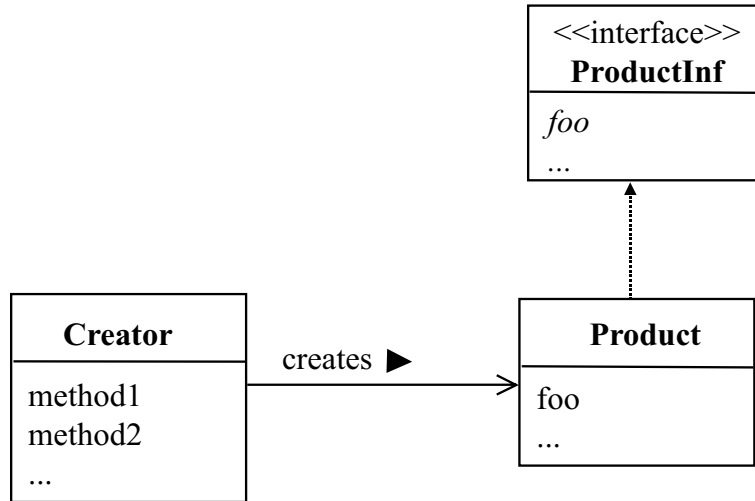 <<interface>>
ProductInf
foo
...
Creator
method1
method2
...
creates ▶
Product
foo
...